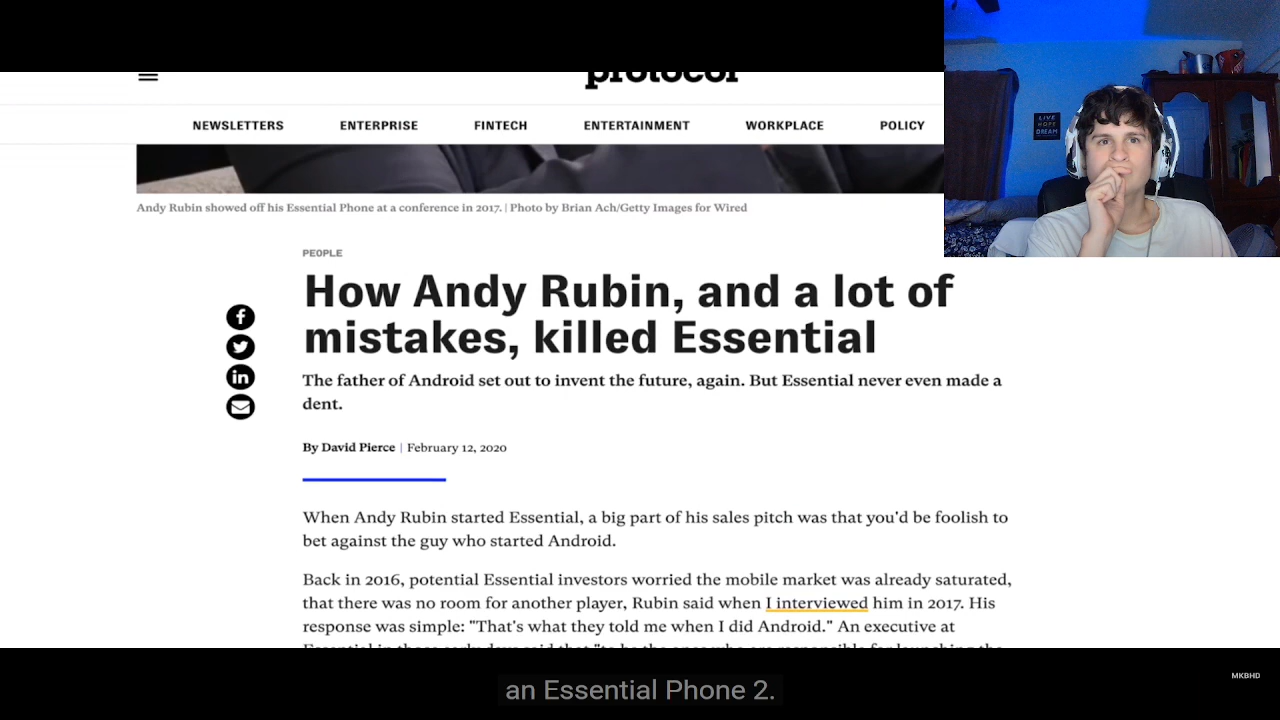 protocol
NEWSLETTERS ENTERPRISE FINTECH ENTERTAINMENT WORKPLACE POLICY
Andy Rubin showed off his Essential Phone at a conference in 2017. | Photo by Brian Ach/Getty Images for Wired
PEOPLE
How Andy Rubin, and a lot of
mistakes, killed Essential
The father of Android set out to invent the future, again. But Essential never even made a
dent.
By David Pierce | February 12, 2020
When Andy Rubin started Essential, a big part of his sales pitch was that you'd be foolish to
bet against the guy who started Android.
Back in 2016, potential Essential investors worried the mobile market was already saturated,
that there was no room for another player, Rubin said when I interviewed him in 2017. His
response was simple: "That's what they told me when I did Android." An executive at
LIVE
HOPE
DREAM
an Essential Phone 2.
MKBHD